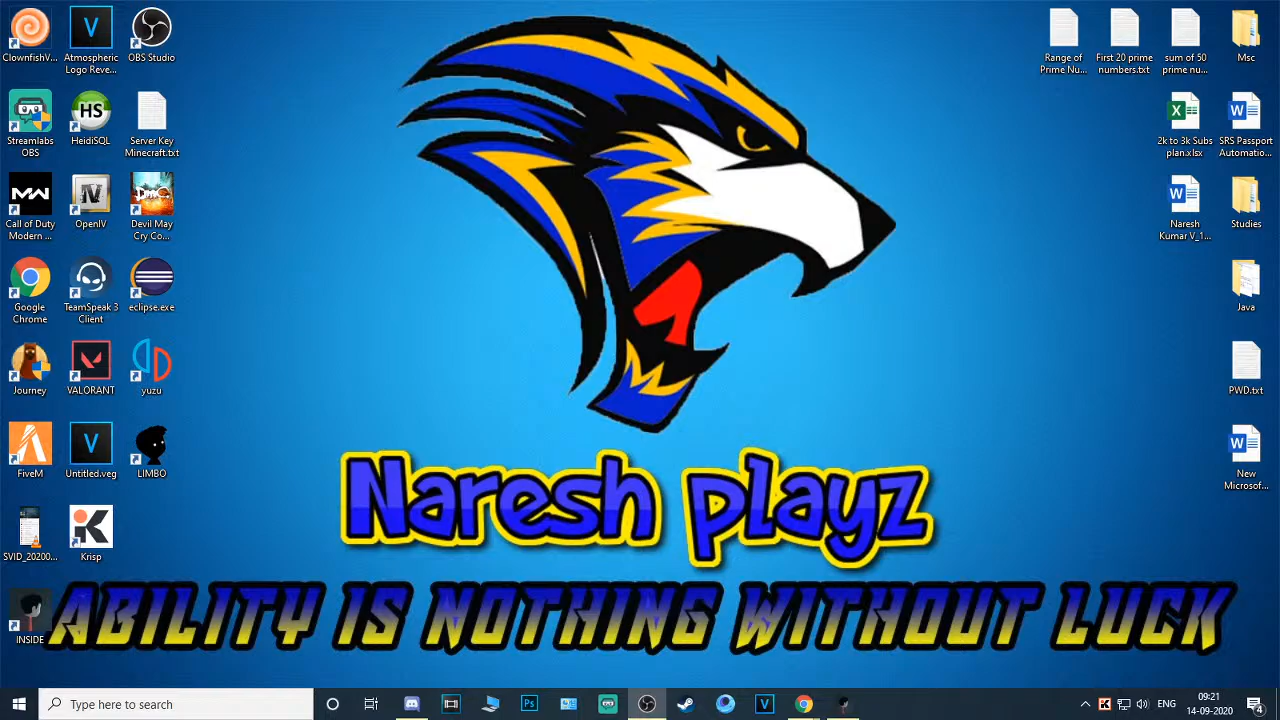 ClownfishV...
Atmospheric
Logo Reve...
OBS Studio
Streamlabs
OBS
HeidiSQL
HS
Server Key
Minecraft.txt
Call of Duty
Modern ...
OpenIV
Devil May
Cry Co...
Google
Chrome
TeamSpeak 3
Client
eclipse.exe
Journey
VALORANT
yuzu
FiveM
Untitled.veg
LIMBO
SVID_20200...
Krisp
INSIDE
Range of
Prime Nu...
First 20 prime
numbers.txt
sum of 50
prime nu...
Msc
2k to 3k Subs
plan.xlsx
SRS Passport
Automatio...
Naresh
Kumar V_1...
Studies
Java
PWD.txt
New
Microsof...
Naresh playz
ABILITY IS NOTHING WITHOUT LUCK
Type here to search
Ps
V
ENG
09:21
14-09-2020
4